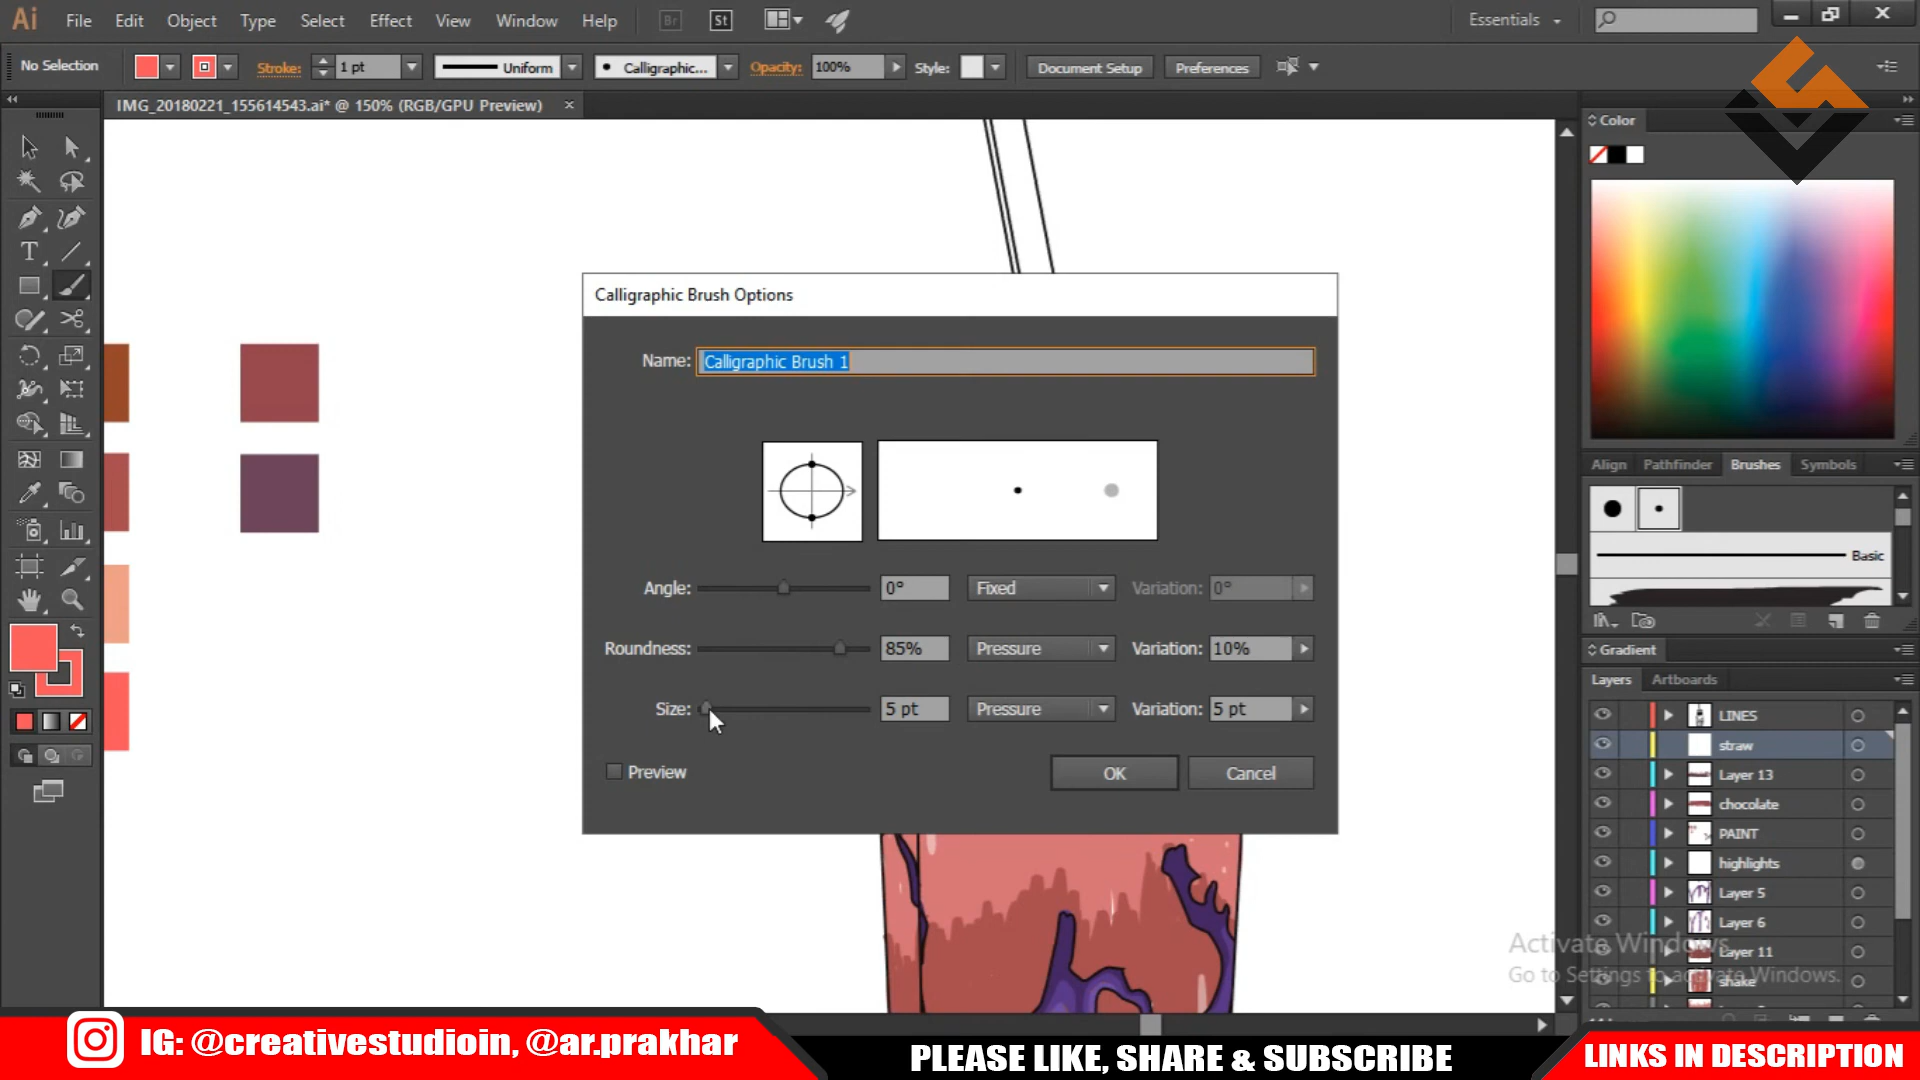 Ai File Edit Object Type Select Effect View Window Help Br St Essentials
No Selection Stroke: 1 pt Uniform Calligraphic... Opacity: 100% Style: Document Setup Preferences
IMG_20180221_155614543.ai* @ 150% (RGB/GPU Preview) ×
Color
Calligraphic Brush Options
Name: Calligraphic Brush 1
Align Pathfinder Brushes Symbols
Basic
Angle: 0° Fixed Variation: 0°
Roundness: 85% Pressure Variation: 10%
Gradient
Layers Artboards
Size: 5 pt Pressure Variation: 5 pt
LINES
straw
Preview OK Cancel
Layer 13
chocolate
PAINT
highlights
Layer 5
Layer 6
Activate Windows
Layer 11
Go to Settings to activate Windows.
shake
IG: @creativestudioin, @ar.prakhar
PLEASE LIKE, SHARE & SUBSCRIBE
LINKS IN DESCRIPTION